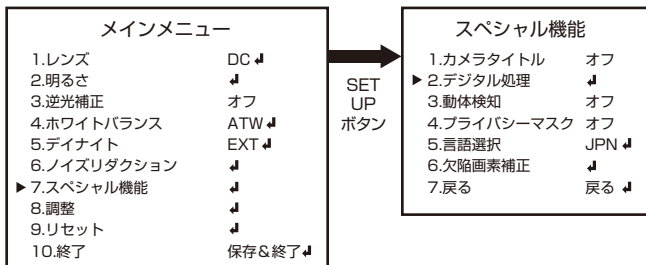 メインメニュー
1.レンズ DC↲
2.明るさ ↲
3.逆光補正 オフ
4.ホワイトバランス ATW↲
5.デイナイト EXT↲
6.ノイズリダクション ↲
▶7.スペシャル機能 ↲
8.調整 ↲
9.リセット ↲
10.終了 保存&終了↲
SET
UP
ボタン
スペシャル機能
1.カメラタイトル オフ
▶2.デジタル処理 ↲
3.動体検知 オフ
4.プライバシーマスク オフ
5.言語選択 JPN↲
6.欠陥画素補正 ↲
7.戻る 戻る↲